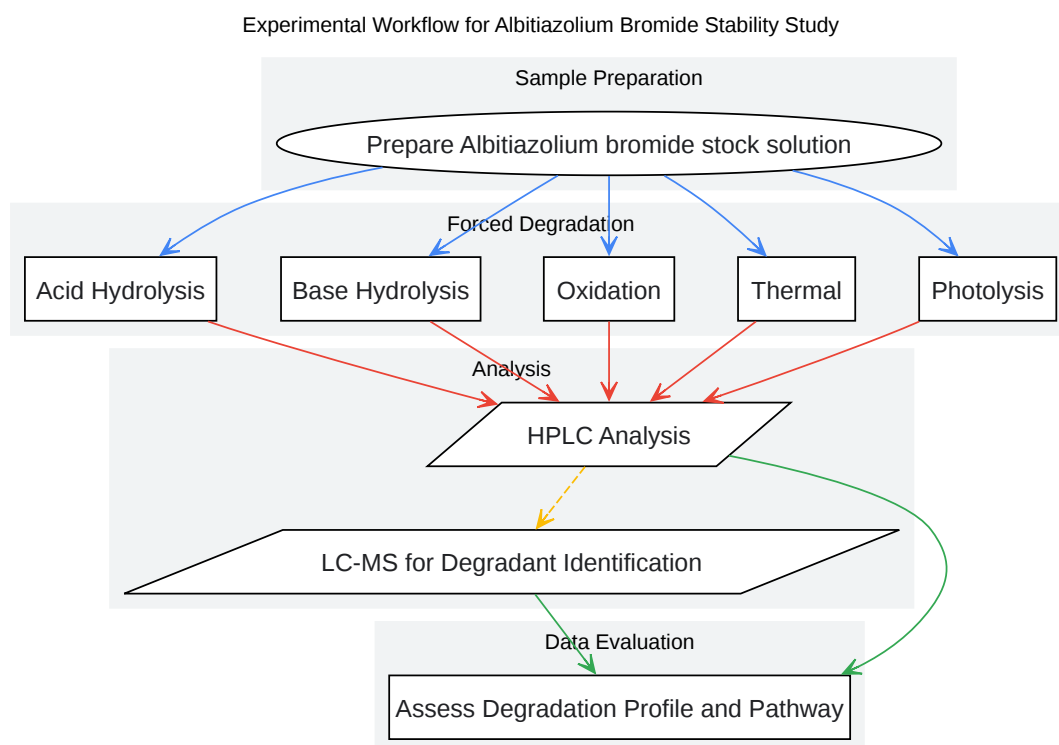 Experimental Workflow for Albitiazolium Bromide Stability Study
Sample Preparation
Prepare Albitiazolium bromide stock solution
Forced Degradation
Acid Hydrolysis
Base Hydrolysis
Oxidation
Thermal
Photolysis
Analysis
HPLC Analysis
LC-MS for Degradant Identification
Data Evaluation
Assess Degradation Profile and Pathway